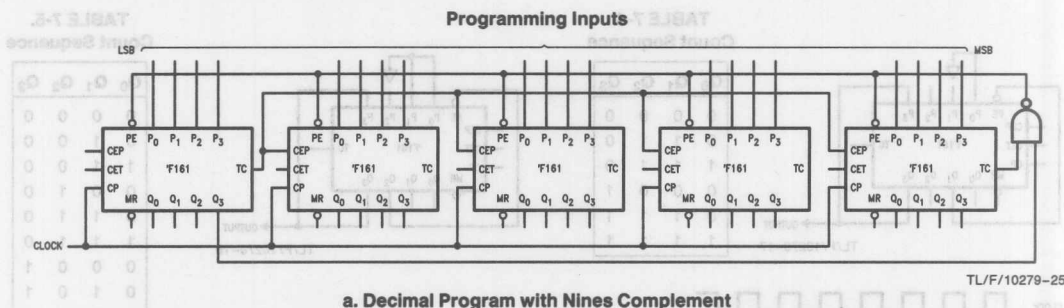 Programming Inputs
LSB MSB
PE P0 P1 P2 P3 PE P0 P1 P2 P3 PE P0 P1 P2 P3 PE P0 P1 P2 P3 PE P0 P1 P2 P3
CEP CEP CEP CEP CEP
CET 'F161 TC CET 'F161 TC CET 'F161 TC CET 'F161 TC CET 'F161 TC
CP CP CP CP CP
MR Q0 Q1 Q2 Q3 MR Q0 Q1 Q2 Q3 MR Q0 Q1 Q2 Q3 MR Q0 Q1 Q2 Q3 MR Q0 Q1 Q2 Q3
CLOCK
TL/F/10279-25
a. Decimal Program with Nines Complement